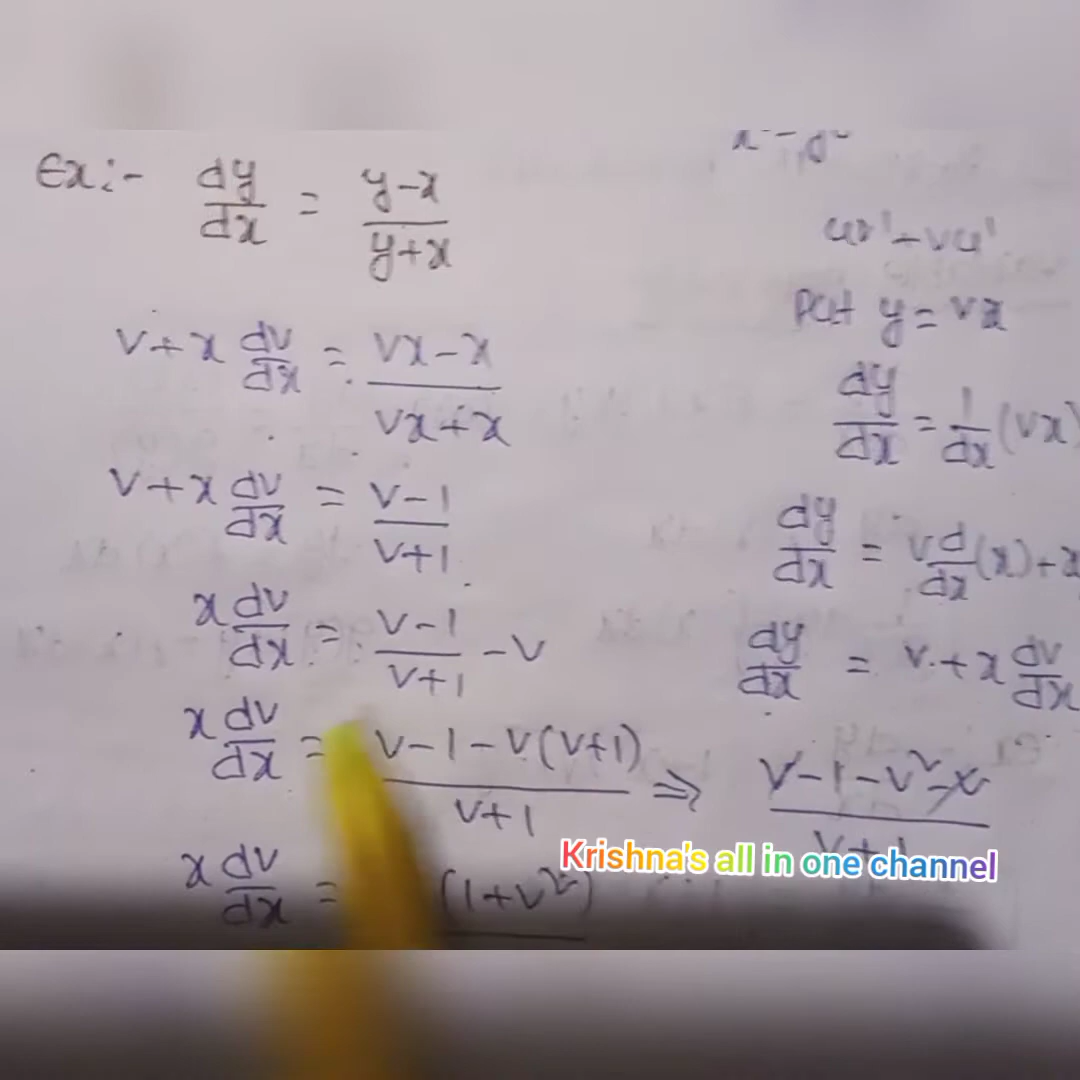 Ex:- dy/dx = y-x/y+x
v+x dv/dx = vx-x/vx+x
v+x dv/dx = v-1/v+1
x dv/dx = v-1/v+1 -v
x dv/dx = v-1-v(v+1)/v+1 ⇒ v-1-v²-v/v+1
x dv/dx = (1+v²)
uv'+vu'
Put y = vx
dy/dx = 1/dx (vx)
dy/dx = v d/dx (x)+x
dy/dx = v+x dv/dx
Krishna's all in one channel